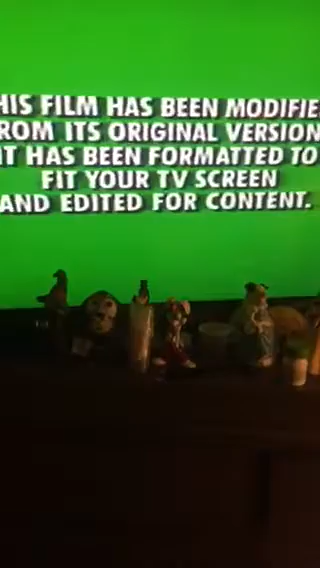 HIS FILM HAS BEEN MODIFIE
ROM ITS ORIGINAL VERSION
IT HAS BEEN FORMATTED TO
FIT YOUR TV SCREEN
AND EDITED FOR CONTENT.